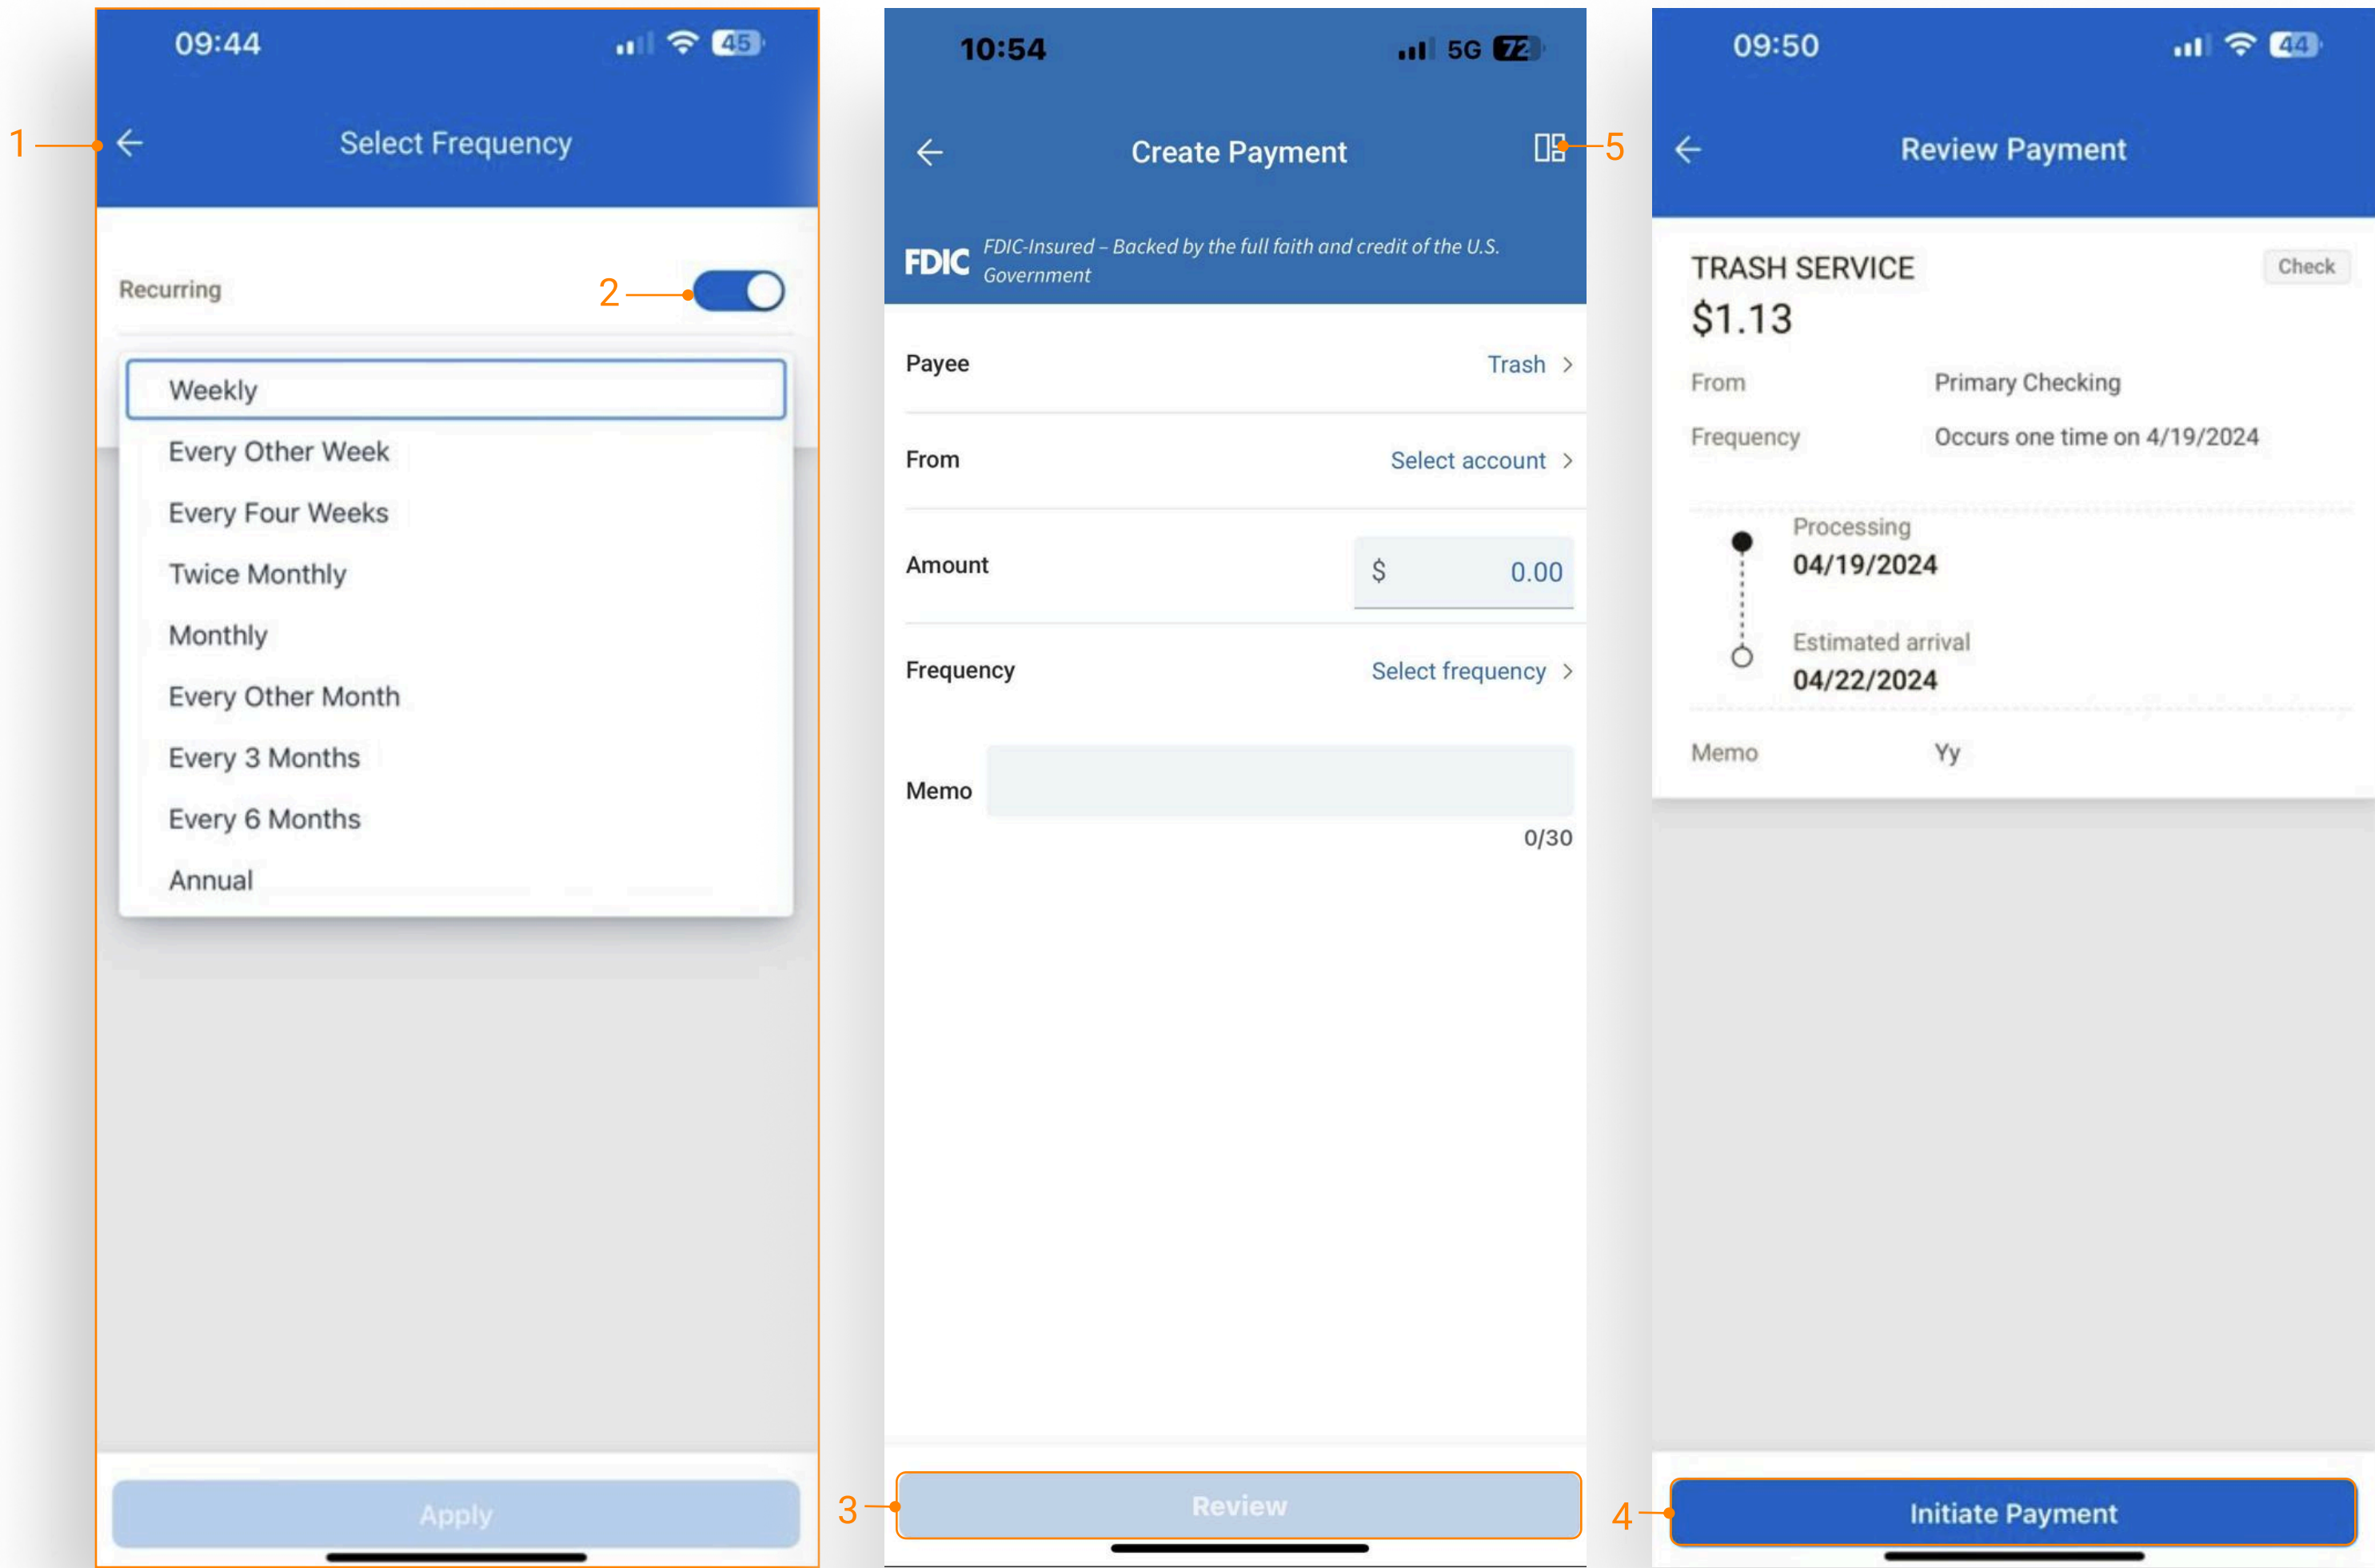 09:44
45
1
Select Frequency
Recurring
2
Weekly
Every Other Week
Every Four Weeks
Twice Monthly
Monthly
Every Other Month
Every 3 Months
Every 6 Months
Annual
Apply
10:54
5G 72
Create Payment
5
FDIC
FDIC-Insured – Backed by the full faith and credit of the U.S.
Government
Payee Trash
From Select account
Amount $ 0.00
Frequency Select frequency
Memo
0/30
3
Review
09:50
44
Review Payment
TRASH SERVICE Check
$1.13
From Primary Checking
Frequency Occurs one time on 4/19/2024
Processing
04/19/2024
Estimated arrival
04/22/2024
Memo Yy
4
Initiate Payment